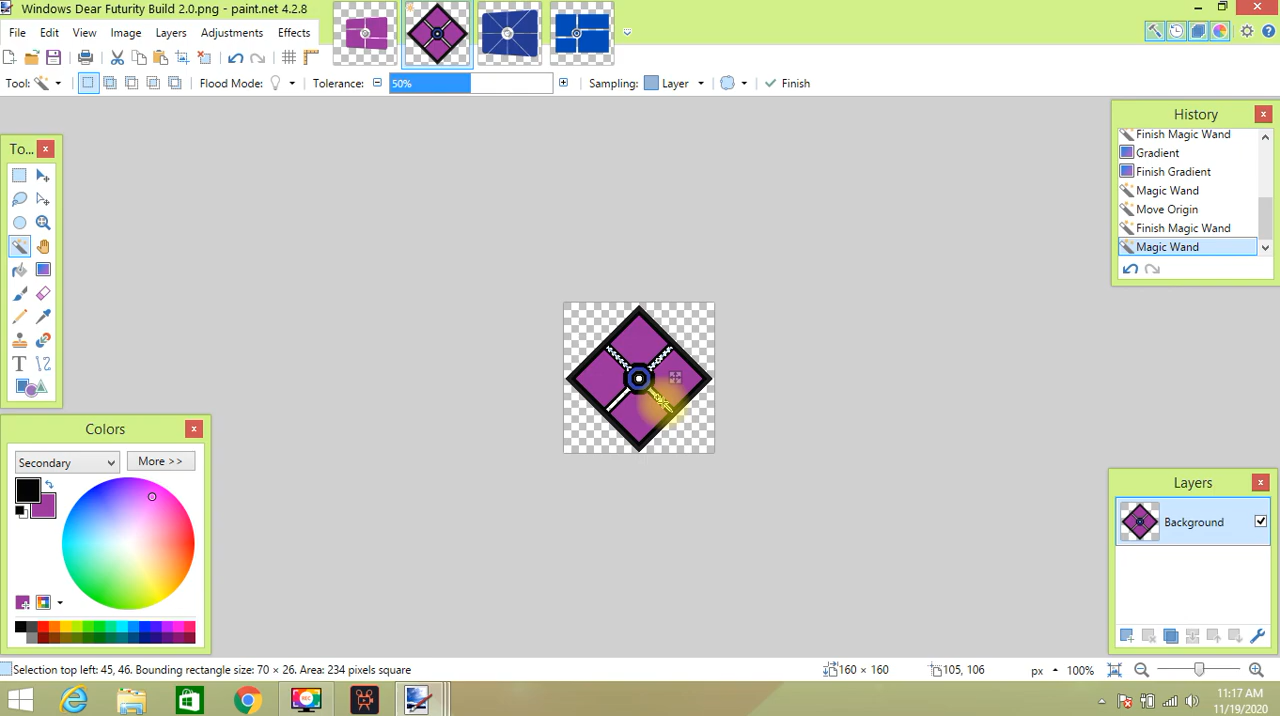 Windows Dear Futurity Build 2.0.png - paint.net 4.2.8
File Edit View Image Layers Adjustments Effects
Tool: Flood Mode: Tolerance: 50% Sampling: Layer Finish
To...
History
Finish Magic Wand
Gradient
Finish Gradient
Magic Wand
Move Origin
Finish Magic Wand
Magic Wand
Colors
Secondary More >>
Layers
Background
Selection top left: 45, 46. Bounding rectangle size: 70 × 26. Area: 234 pixels square 160 × 160 105, 106 px 100%
REC
11:17 AM
11/19/2020